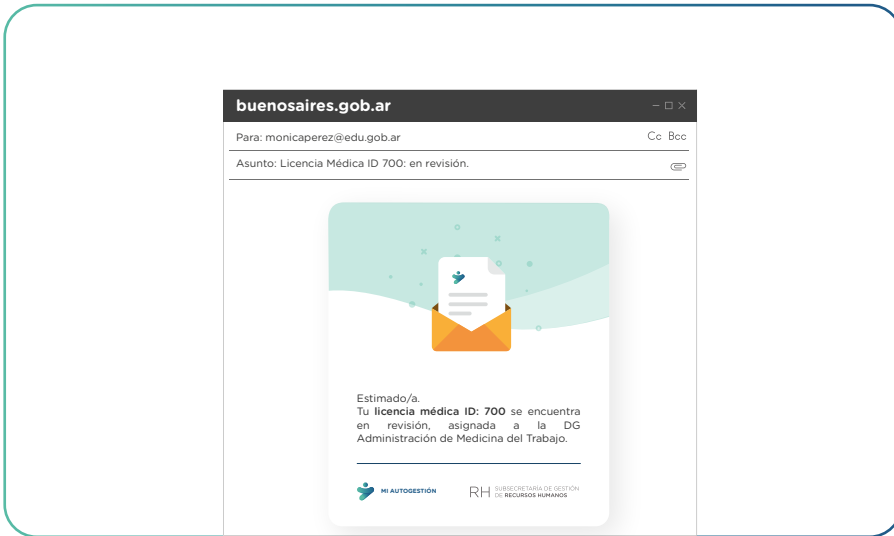 buenosaires.gob.ar
Para: monicaperez@edu.gob.ar
Cc Bcc
Asunto: Licencia Médica ID 700: en revisión.
Estimado/a.
Tu licencia médica ID: 700 se encuentra
en revisión, asignada a la DG
Administración de Medicina del Trabajo.
MI AUTOGESTIÓN
RH SUBSECRETARÍA DE GESTIÓN
DE RECURSOS HUMANOS